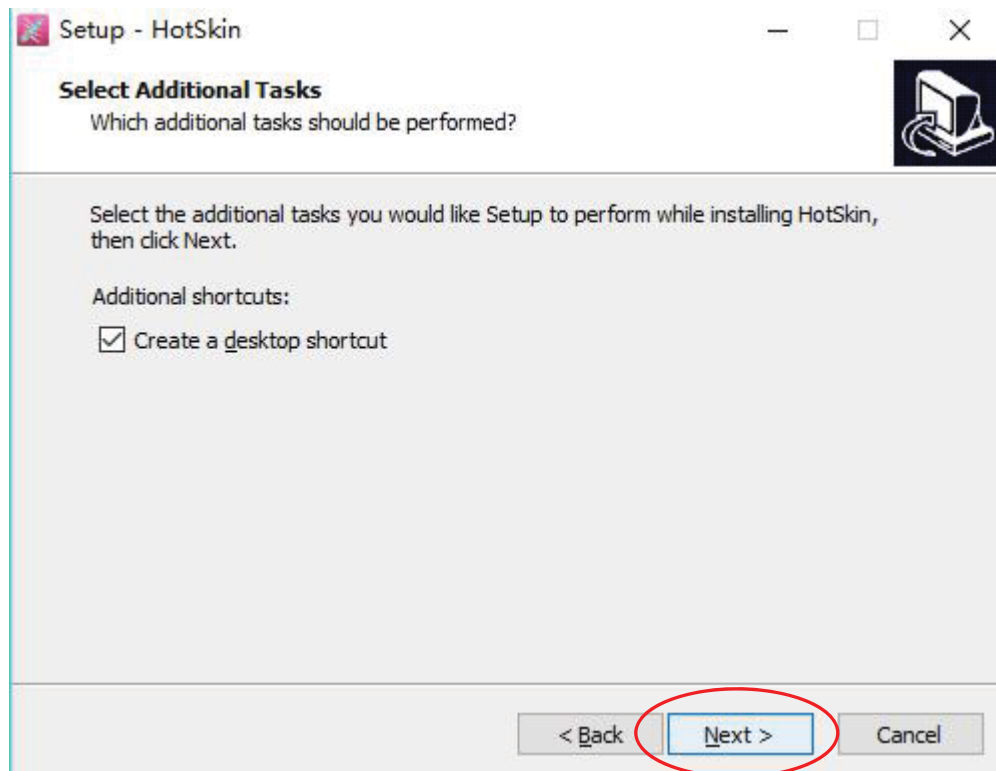 Setup - HotSkin
Select Additional Tasks
Which additional tasks should be performed?
Select the additional tasks you would like Setup to perform while installing HotSkin,
then click Next.
Additional shortcuts:
Create a desktop shortcut
< Back
Next >
Cancel